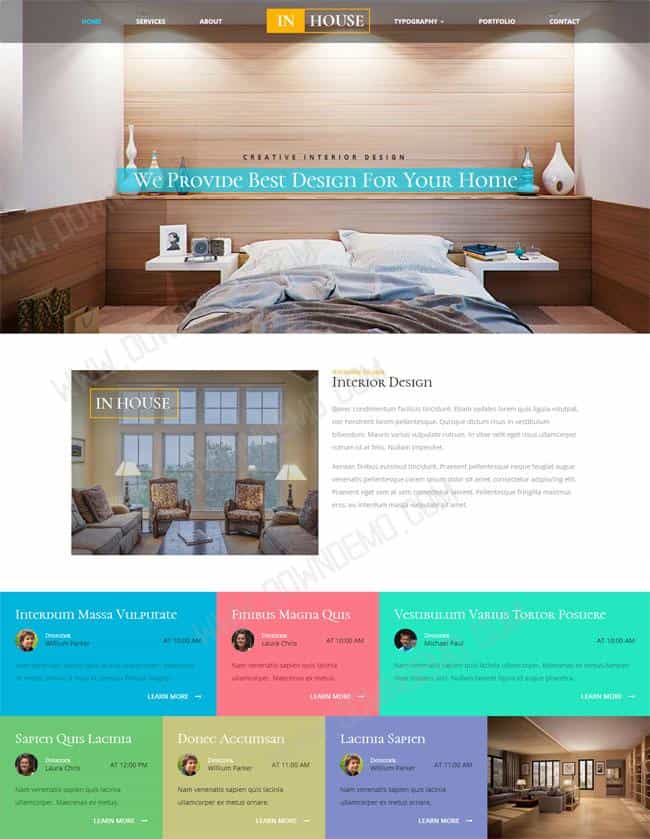 HOME SERVICES ABOUT IN HOUSE TYPOGRAPHY PORTFOLIO CONTACT
CREATIVE INTERIOR DESIGN
We Provide Best Design For Your Home
WWW.DOWNDEMO.COM
IN HOUSE
Interior Design
Donec condimentum facilisis tincidunt. Etiam sodales lorem quis ligula volutpat,
non hendrerit lorem pellentesque. Quisque dictum risus in vestibulum
bibendum. Mauris varius vulputate rutrum. In vitae velit eget risus ullamcorper
rutrum id at felis. Nullam imperdiet.
Aenean finibus euismod tincidunt. Praesent pellentesque neque feugiat augue
venenatis pellentesque Lorem ipsum dolor sit amet, consectetur adipiscing elit.
Praesent eget sem at sem consectetur laoreet. Pellentesque fringilla maximus
eros, eu interdum massa vulputate sit amet.
Interdum Massa Vulputate
Director
William Parker
AT 10:00 AM
LEARN MORE →
Finibus Magna Quis
Director
Laura Chris
AT 10:00 AM
Nam venenatis sapien quis lacinia
ullamcorper. Maecenas ex metus.
LEARN MORE →
Vestibulum Varius Tortor Posuere
Director
Michael Paul
AT 10:00 AM
LEARN MORE →
Sapien Quis Lacinia
Director
Laura Chris
AT 12:00 PM
Nam venenatis sapien quis lacinia
ullamcorper. Maecenas ex metus.
LEARN MORE →
Donec Accumsan
Director
William Parker
AT 11:00 AM
Nam venenatis sapien quis lacinia
ullamcorper ex metus ornare.
LEARN MORE →
Lacinia Sapien
Director
William Parker
AT 11:00 AM
Nam venenatis sapien quis lacinia
ullamcorper ex metus ornare.
LEARN MORE →